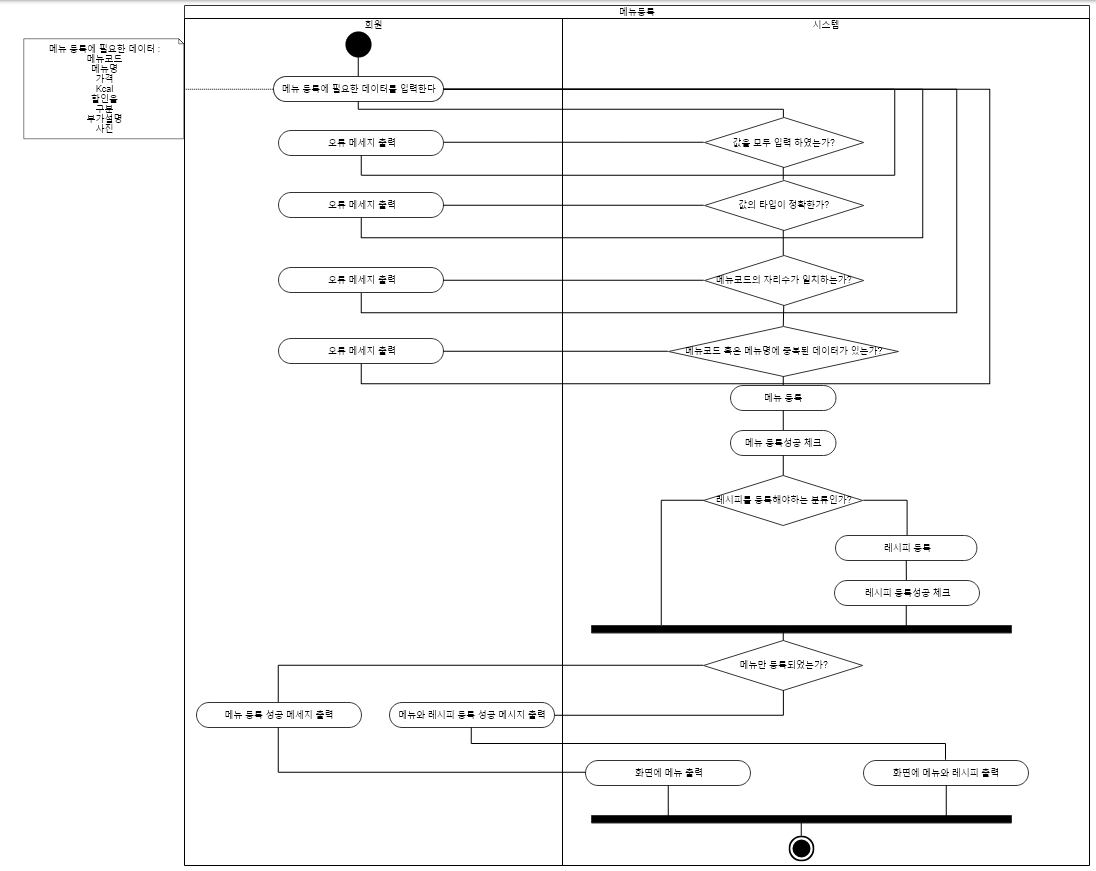 메뉴등록
회원
시스템
메뉴 등록에 필요한 데이터 :
메뉴코드
메뉴명
가격
Kcal
할인율
구분
부가설명
사진
메뉴 등록에 필요한 데이터를 입력한다
오류 메세지 출력
값을 모두 입력 하였는가?
오류 메세지 출력
값의 타입이 정확한가?
오류 메세지 출력
메뉴코드의 자리수가 일치하는가?
오류 메세지 출력
메뉴코드 혹은 메뉴명에 중복된 데이터가 있는가?
메뉴 등록
메뉴 등록성공 체크
레시피를 등록해야하는 분류인가?
레시피 등록
레시피 등록성공 체크
메뉴만 등록되었는가?
메뉴 등록 성공 메세지 출력
메뉴와 레시피 등록 성공 메시지 출력
화면에 메뉴 출력
화면에 메뉴와 레시피 출력